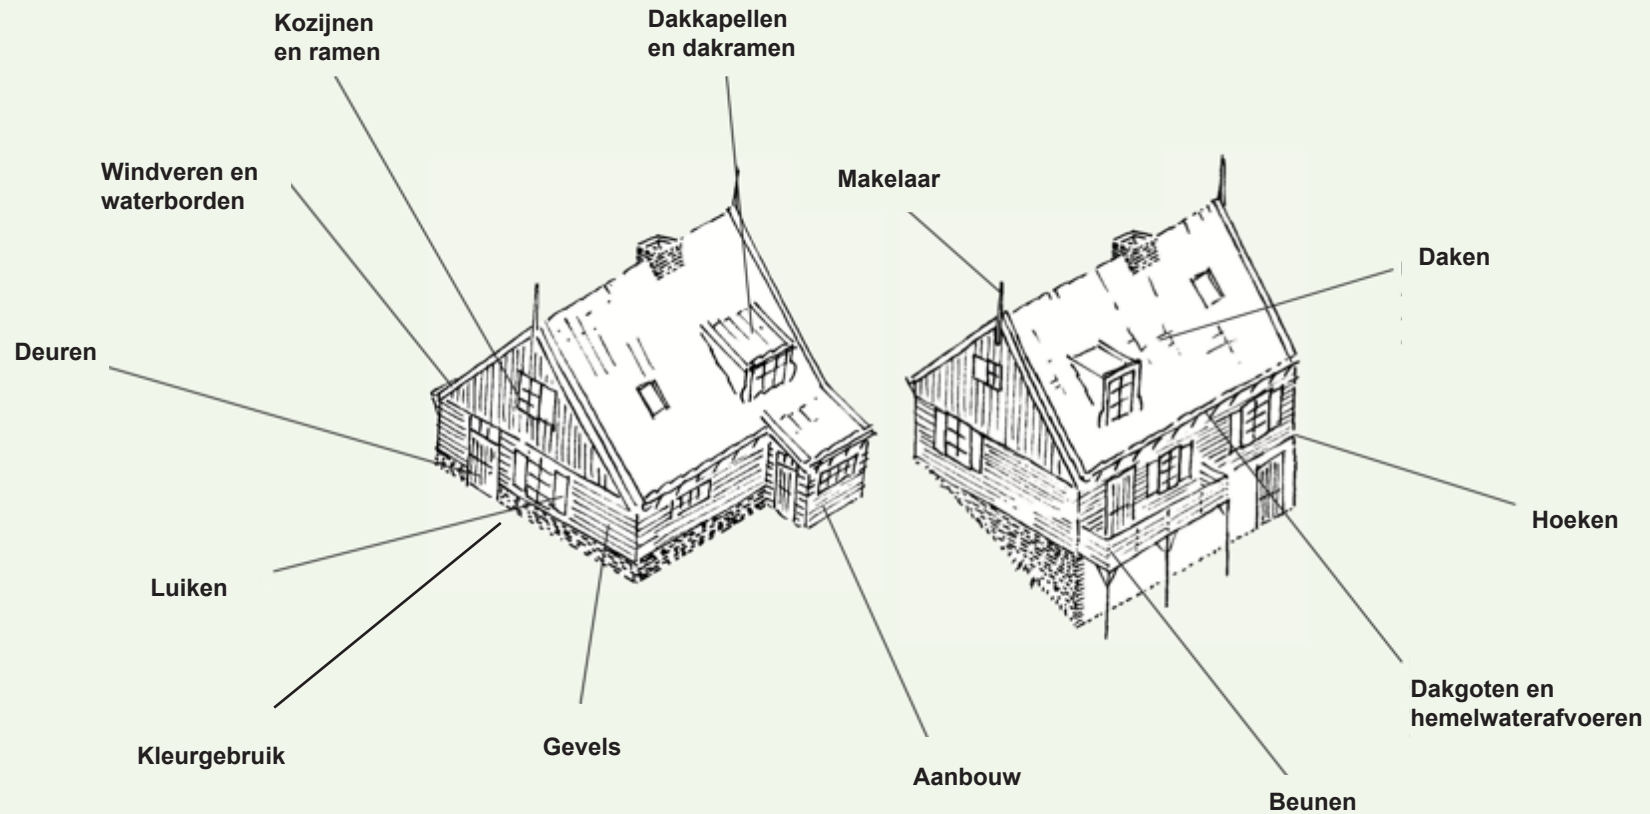 Kozijnen
en ramen
Dakkapellen
en dakramen
Windveren en
waterborden
Makelaar
Daken
Deuren
Hoeken
Luiken
Dakgoten en
hemelwaterafvoeren
Kleurgebruik
Gevels
Aanbouw
Beunen